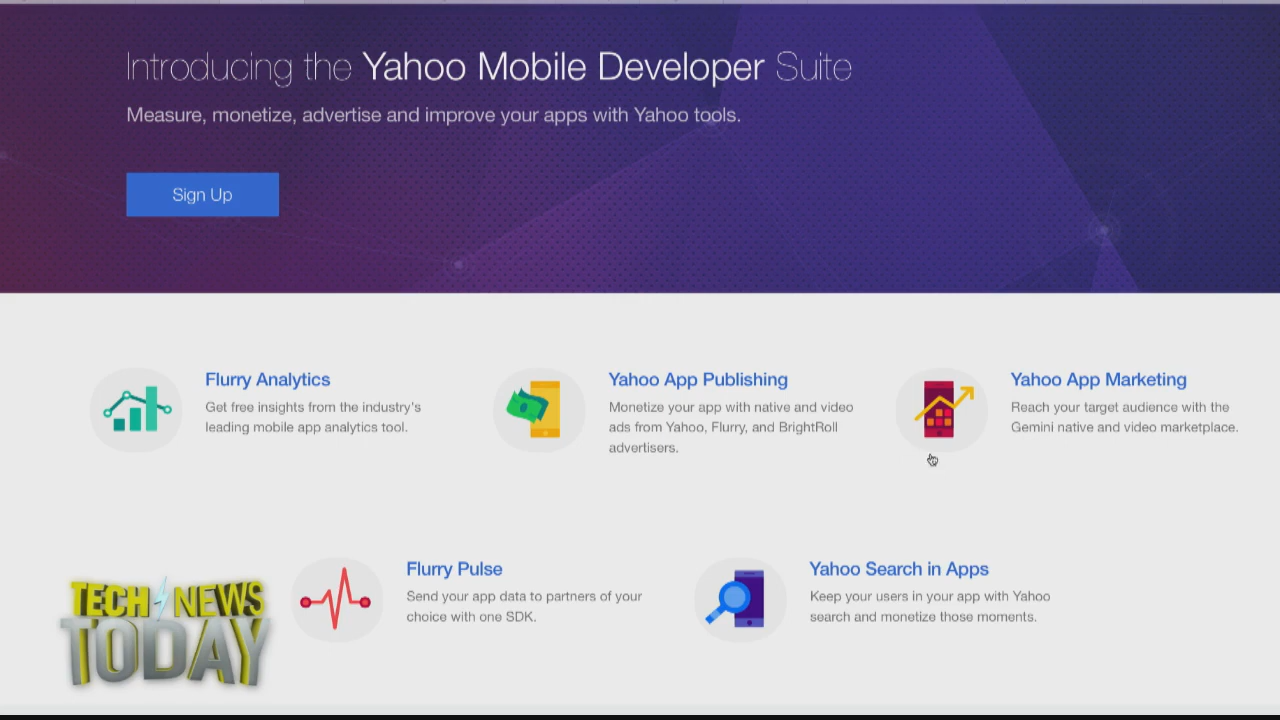 Introducing the Yahoo Mobile Developer Suite
Measure, monetize, advertise and improve your apps with Yahoo tools.
Sign Up
Flurry Analytics
Get free insights from the industry's
leading mobile app analytics tool.
Yahoo App Publishing
Monetize your app with native and video
ads from Yahoo, Flurry, and BrightRoll
advertisers.
Yahoo App Marketing
Reach your target audience with the
Gemini native and video marketplace.
Flurry Pulse
Send your app data to partners of your
choice with one SDK.
Yahoo Search in Apps
Keep your users in your app with Yahoo
search and monetize those moments.
TECH NEWS
TODAY